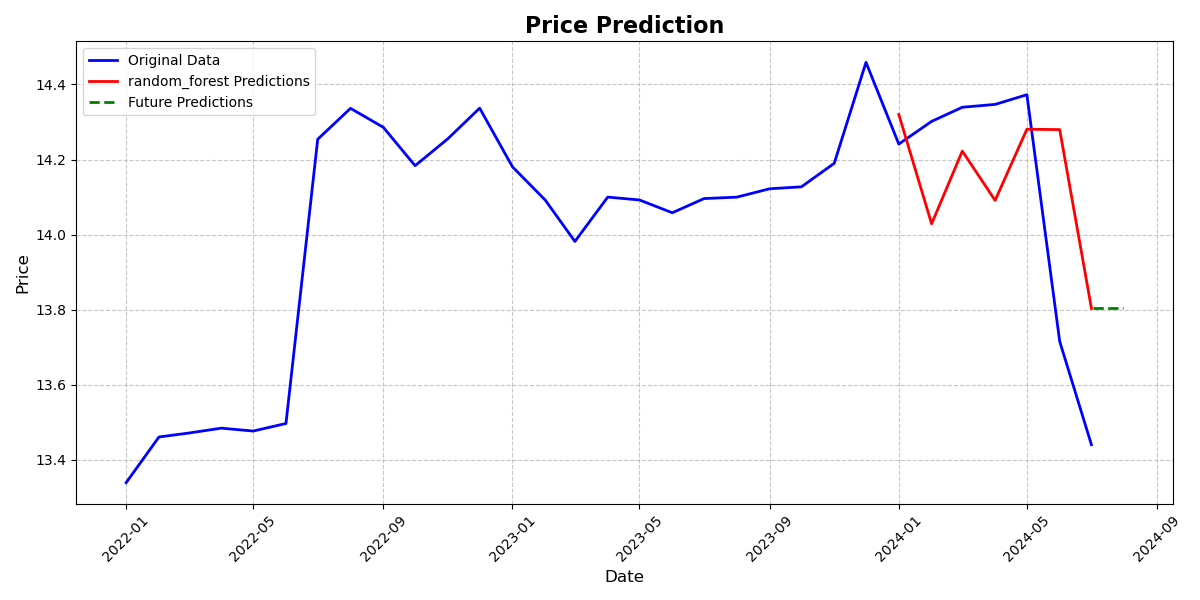 Price Prediction
Original Data
random_forest Predictions
Future Predictions
14.4
14.2
14.0
13.8
13.6
13.4
Price
2022-01
2022-05
2022-09
2023-01
2023-05
2023-09
2024-01
2024-05
2024-09
Date